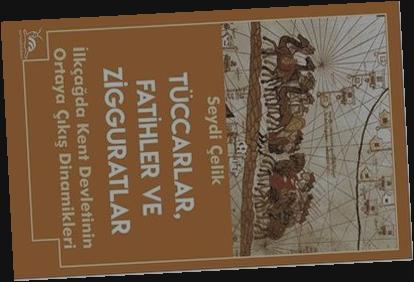 Seydi Çelik
TÜCCARLAR,
FATİHLER VE
ZİGGURATLAR
İlkçağda Kent Devletinin
Ortaya Çıkış Dinamikleri